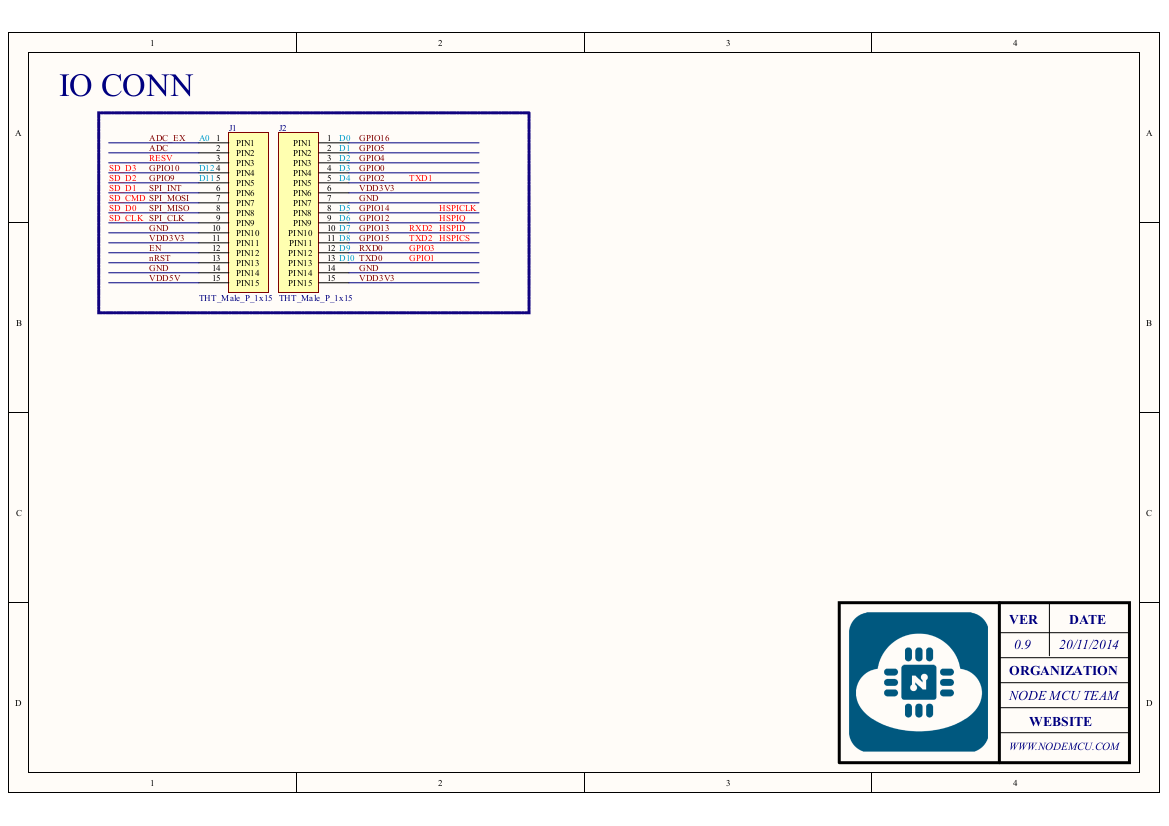 1 2 3 4
IO CONN
A A
J1 J2
ADC_EX A0 1 PIN1 PIN1 1 D0 GPIO16
ADC 2 PIN2 PIN2 2 D1 GPIO5
RESV 3 PIN3 PIN3 3 D2 GPIO4
SD_D3 GPIO10 D12 4 PIN4 PIN4 4 D3 GPIO0
SD_D2 GPIO9 D11 5 PIN5 PIN5 5 D4 GPIO2 TXD1
SD_D1 SPI_INT 6 PIN6 PIN6 6 VDD3V3
SD_CMD SPI_MOSI 7 PIN7 PIN7 7 GND
SD_D0 SPI_MISO 8 PIN8 PIN8 8 D5 GPIO14 HSPICLK
SD_CLK SPI_CLK 9 PIN9 PIN9 9 D6 GPIO12 HSPIQ
GND 10 PIN10 PIN10 10 D7 GPIO13 RXD2 HSPID
VDD3V3 11 PIN11 PIN11 11 D8 GPIO15 TXD2 HSPICS
EN 12 PIN12 PIN12 12 D9 RXD0 GPIO3
nRST 13 PIN13 PIN13 13 D10 TXD0 GPIO1
GND 14 PIN14 PIN14 14 GND
VDD5V 15 PIN15 PIN15 15 VDD3V3
THT_Male_P_1x15 THT_Male_P_1x15
B B
C C
VER DATE
0.9 20/11/2014
ORGANIZATION
NODE MCU TEAM
D D
WEBSITE
WWW.NODEMCU.COM
1 2 3 4